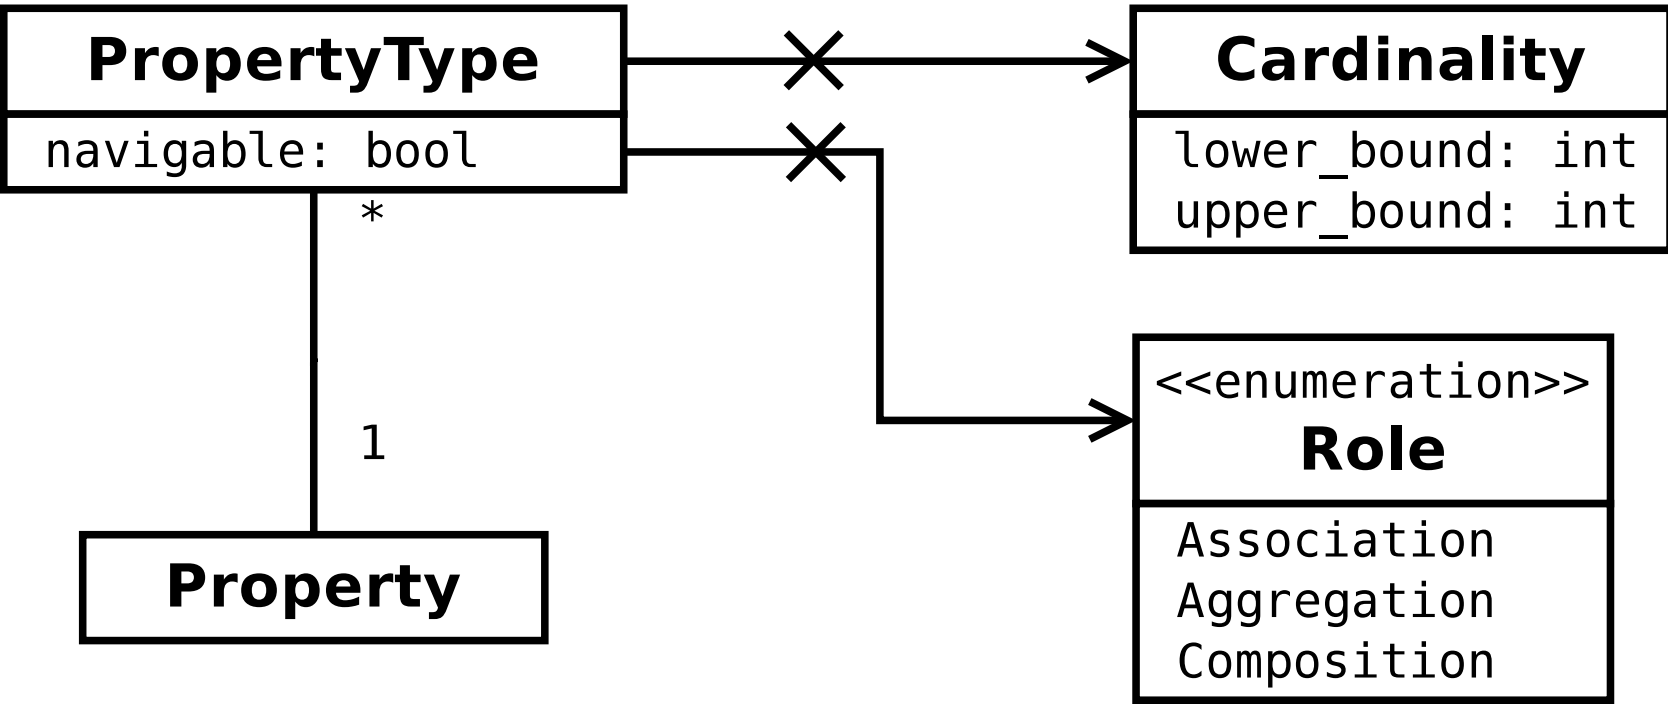 PropertyType
navigable: bool
*
1
Property
Cardinality
lower_bound: int
upper_bound: int
<<enumeration>>
Role
Association
Aggregation
Composition